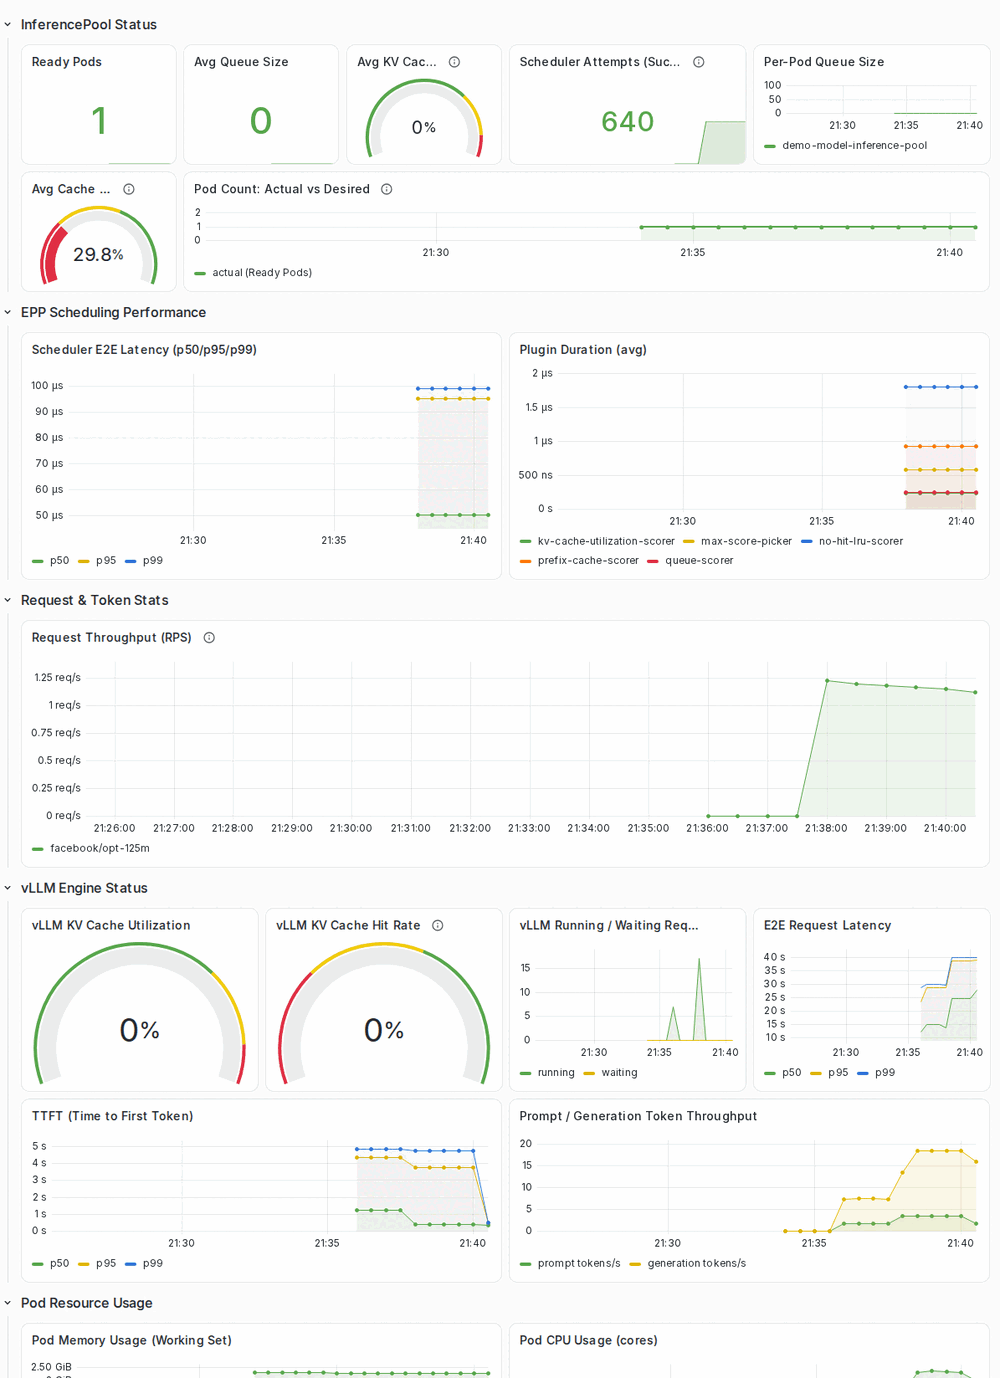 InferencePool Status
Ready Pods
1
Avg Queue Size
0
Avg KV Cac...
0%
Scheduler Attempts (Suc...
640
Per-Pod Queue Size
100
50
0
21:30 21:35 21:40
demo-model-inference-pool
Avg Cache ...
29.8%
Pod Count: Actual vs Desired
2
1
0
21:30 21:35 21:40
actual (Ready Pods)
EPP Scheduling Performance
Scheduler E2E Latency (p50/p95/p99)
100 µs
90 µs
80 µs
70 µs
60 µs
50 µs
21:30 21:35 21:40
p50 p95 p99
Plugin Duration (avg)
2 µs
1.5 µs
1 µs
500 ns
0 s
21:30 21:35 21:40
kv-cache-utilization-scorer max-score-picker no-hit-lru-scorer
prefix-cache-scorer queue-scorer
Request & Token Stats
Request Throughput (RPS)
1.25 req/s
1 req/s
0.75 req/s
0.5 req/s
0.25 req/s
0 req/s
21:26:00 21:27:00 21:28:00 21:29:00 21:30:00 21:31:00 21:32:00 21:33:00 21:34:00 21:35:00 21:36:00 21:37:00 21:38:00 21:39:00 21:40:00
facebook/opt-125m
vLLM Engine Status
vLLM KV Cache Utilization
0%
vLLM KV Cache Hit Rate
0%
vLLM Running / Waiting Req...
15
10
5
0
21:30 21:35 21:40
running waiting
E2E Request Latency
40 s
35 s
30 s
25 s
20 s
15 s
10 s
21:30 21:35 21:40
p50 p95 p99
TTFT (Time to First Token)
5 s
4 s
3 s
2 s
1 s
0 s
21:30 21:35 21:40
p50 p95 p99
Prompt / Generation Token Throughput
20
15
10
5
0
21:30 21:35 21:40
prompt tokens/s generation tokens/s
Pod Resource Usage
Pod Memory Usage (Working Set)
2.50 GiB
Pod CPU Usage (cores)